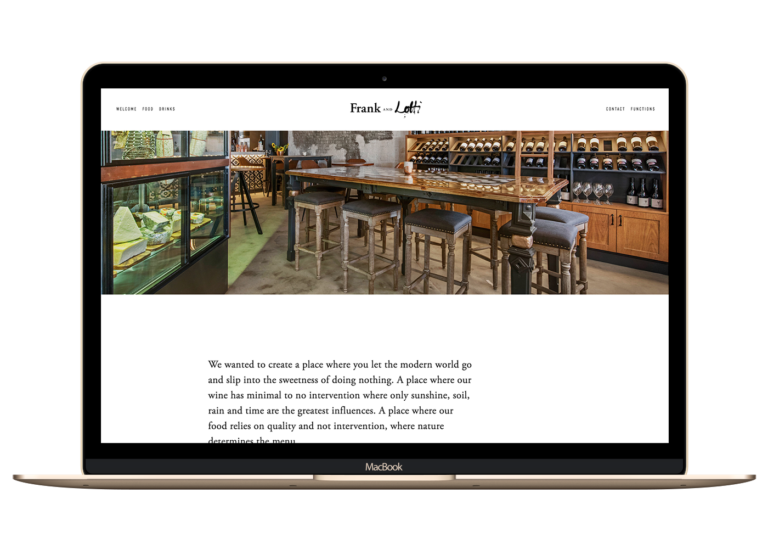 WELCOME FOOD DRINKS
Frank AND Lotti
CONTACT FUNCTIONS
We wanted to create a place where you let the modern world go
and slip into the sweetness of doing nothing. A place where our
wine has minimal to no intervention where only sunshine, soil,
rain and time are the greatest influences. A place where our
food relies on quality and not intervention, where nature
determines the menu
MacBook